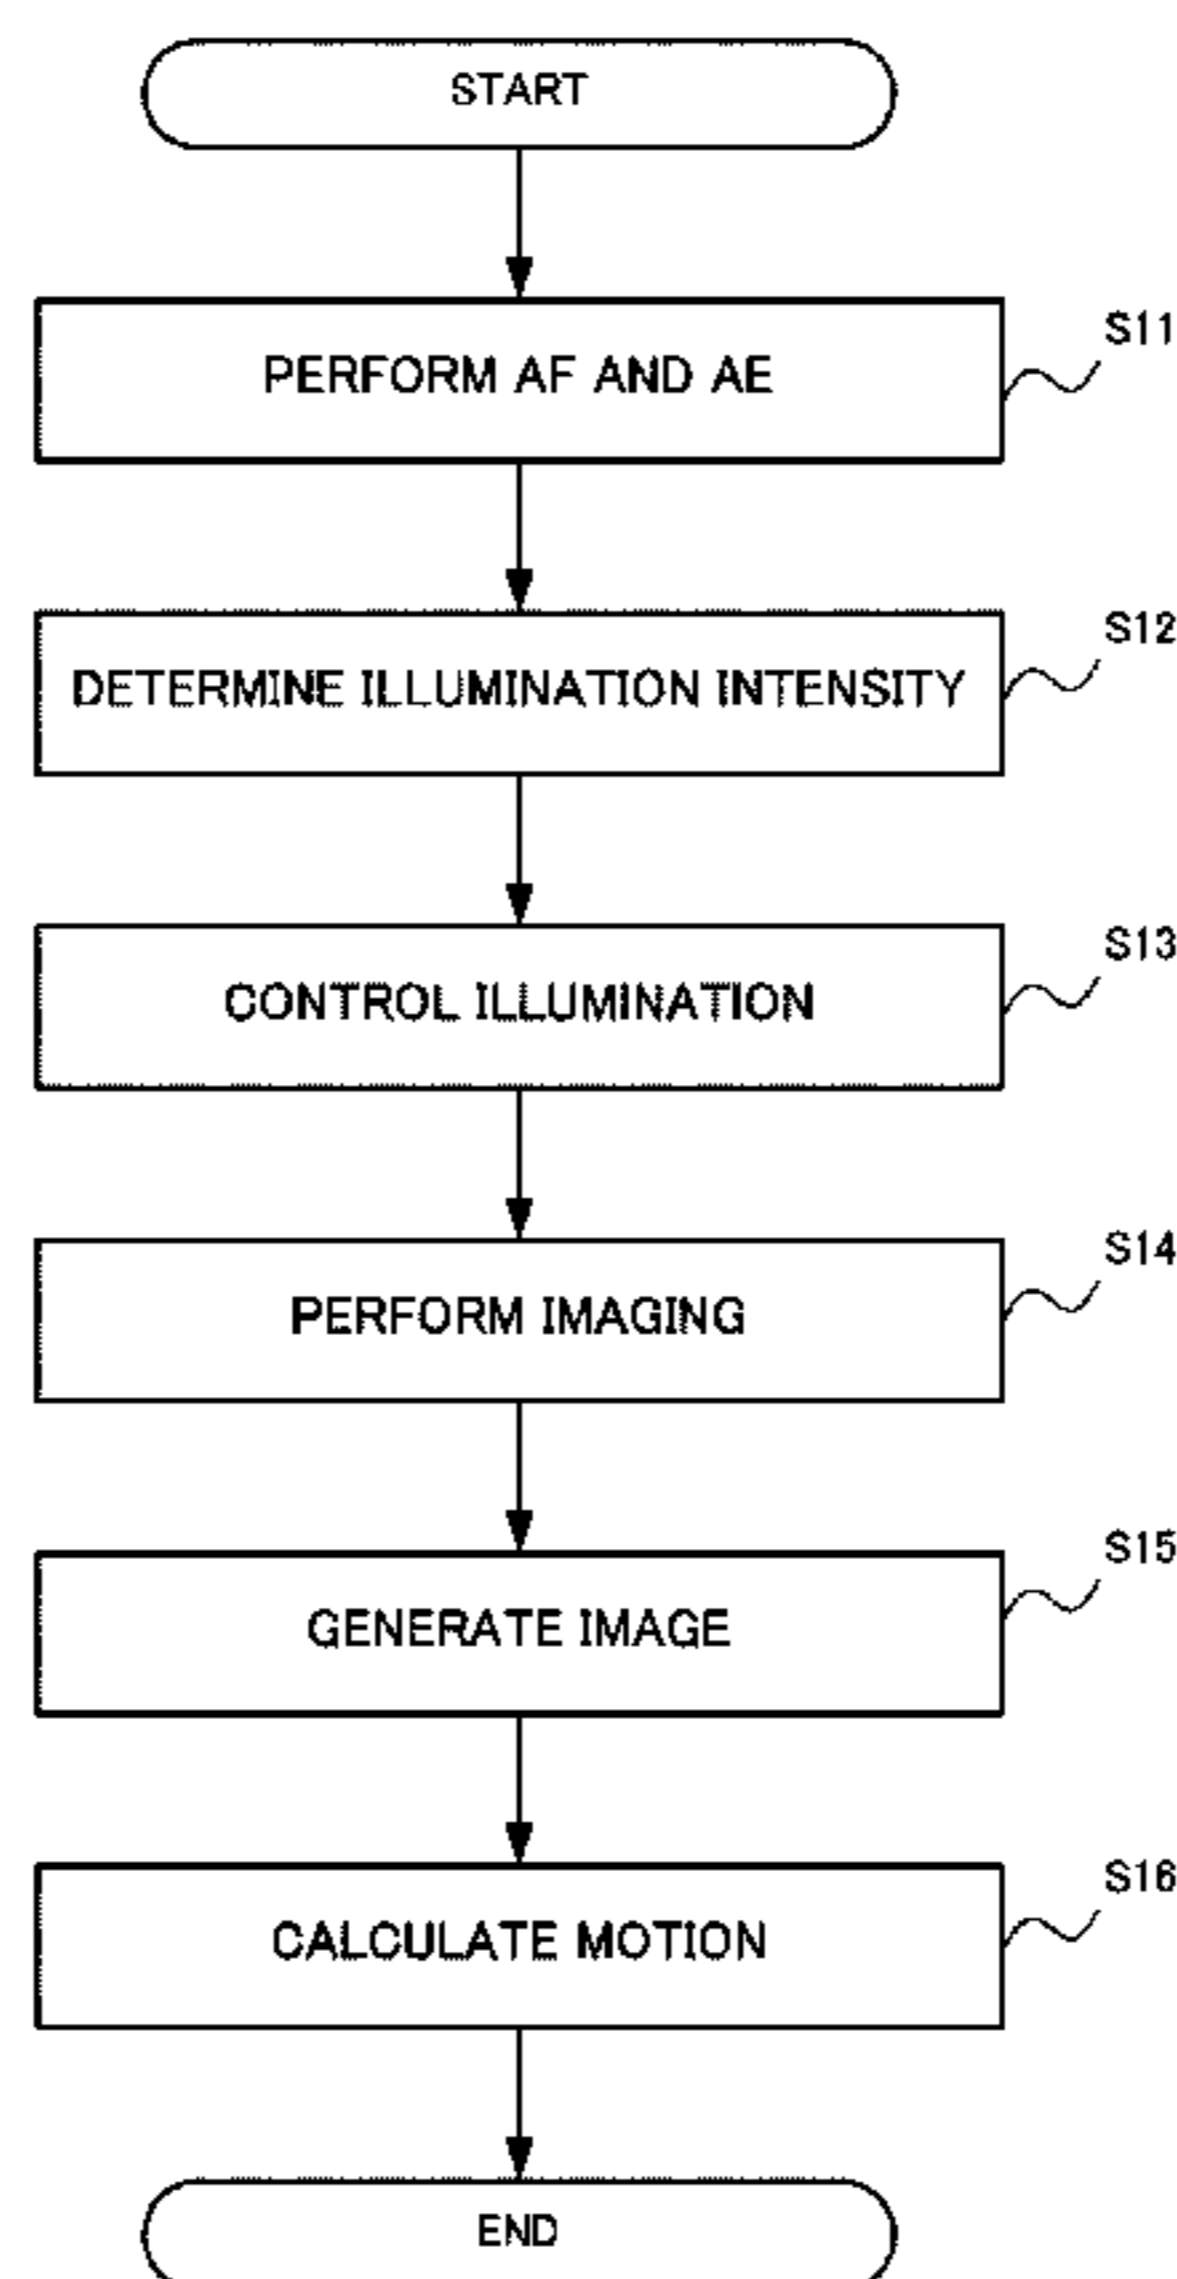 START
PERFORM AF AND AE
S11
DETERMINE ILLUMINATION INTENSITY
S12
CONTROL ILLUMINATION
S13
PERFORM IMAGING
S14
GENERATE IMAGE
S15
CALCULATE MOTION
S16
END